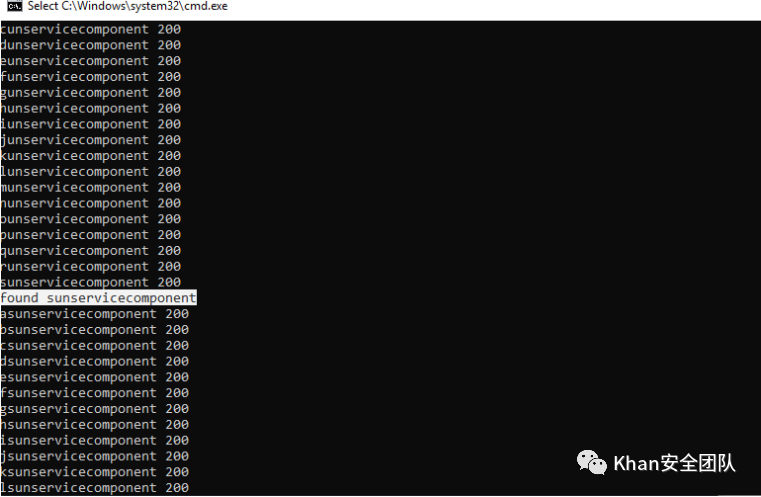 Select C:\Windows\system32\cmd.exe
cunservicecomponent 200
dunservicecomponent 200
eunservicecomponent 200
funservicecomponent 200
gunservicecomponent 200
hunservicecomponent 200
iunservicecomponent 200
junservicecomponent 200
kunservicecomponent 200
lunservicecomponent 200
munservicecomponent 200
nunservicecomponent 200
ounservicecomponent 200
punservicecomponent 200
qunservicecomponent 200
runservicecomponent 200
sunservicecomponent 200
found sunservicecomponent
asunservicecomponent 200
bsunservicecomponent 200
csunservicecomponent 200
dsunservicecomponent 200
esunservicecomponent 200
fsunservicecomponent 200
gsunservicecomponent 200
hsunservicecomponent 200
isunservicecomponent 200
jsunservicecomponent 200
ksunservicecomponent 200
lsunservicecomponent 200
Khan安全团队